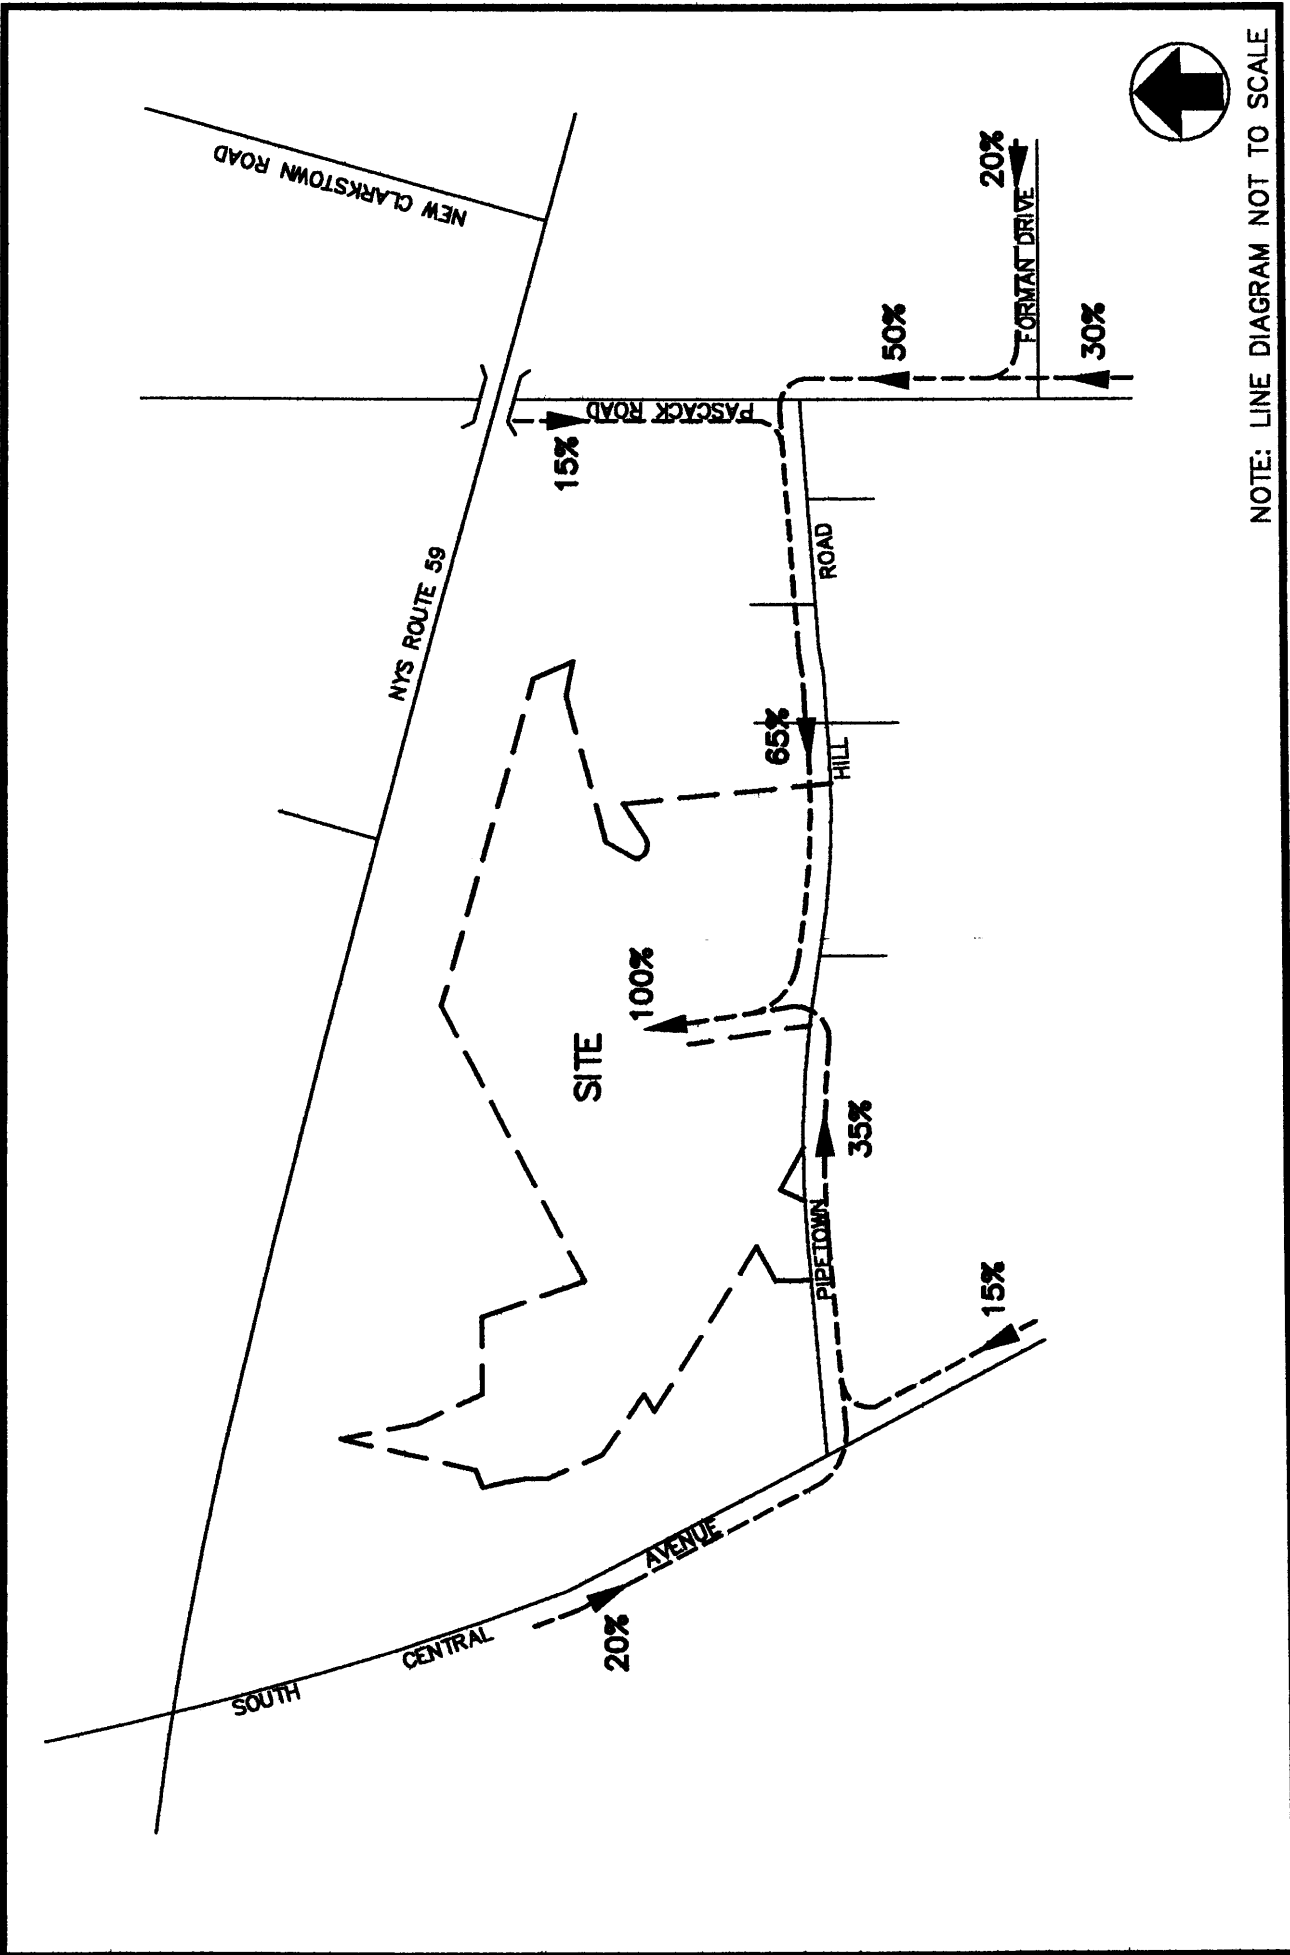 NEW CLARKSTOWN ROAD
NYS ROUTE 59
PASCACK ROAD
15%
50%
20%
FORMAN DRIVE
30%
65%
PIPETOWN HILL ROAD
100%
SITE
35%
15%
20%
SOUTH CENTRAL AVENUE
NOTE: LINE DIAGRAM NOT TO SCALE